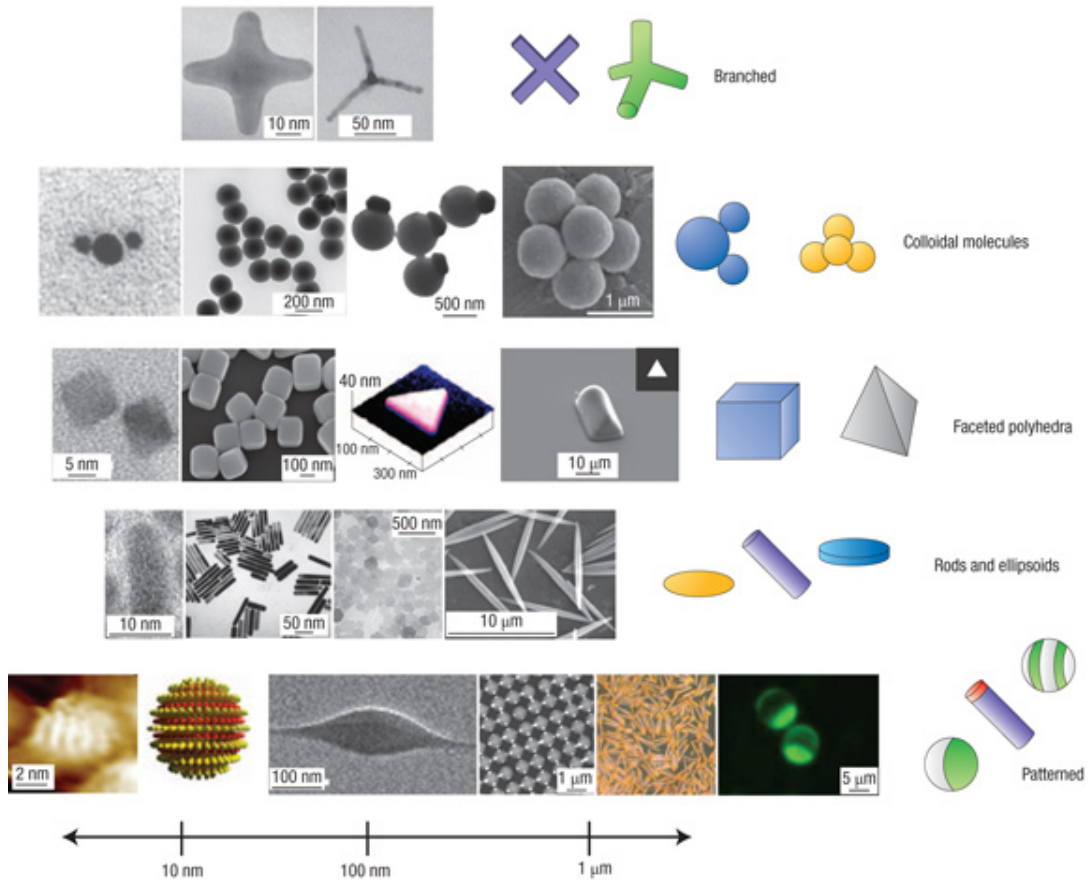 10 nm
50 nm
Branched
200 nm
500 nm
1 μm
Colloidal molecules
5 nm
100 nm
40 nm
100 nm
300 nm
10 μm
Faceted polyhedra
10 nm
50 nm
500 nm
10 μm
Rods and ellipsoids
2 nm
100 nm
1 μm
5 μm
Patterned
10 nm
100 nm
1 μm